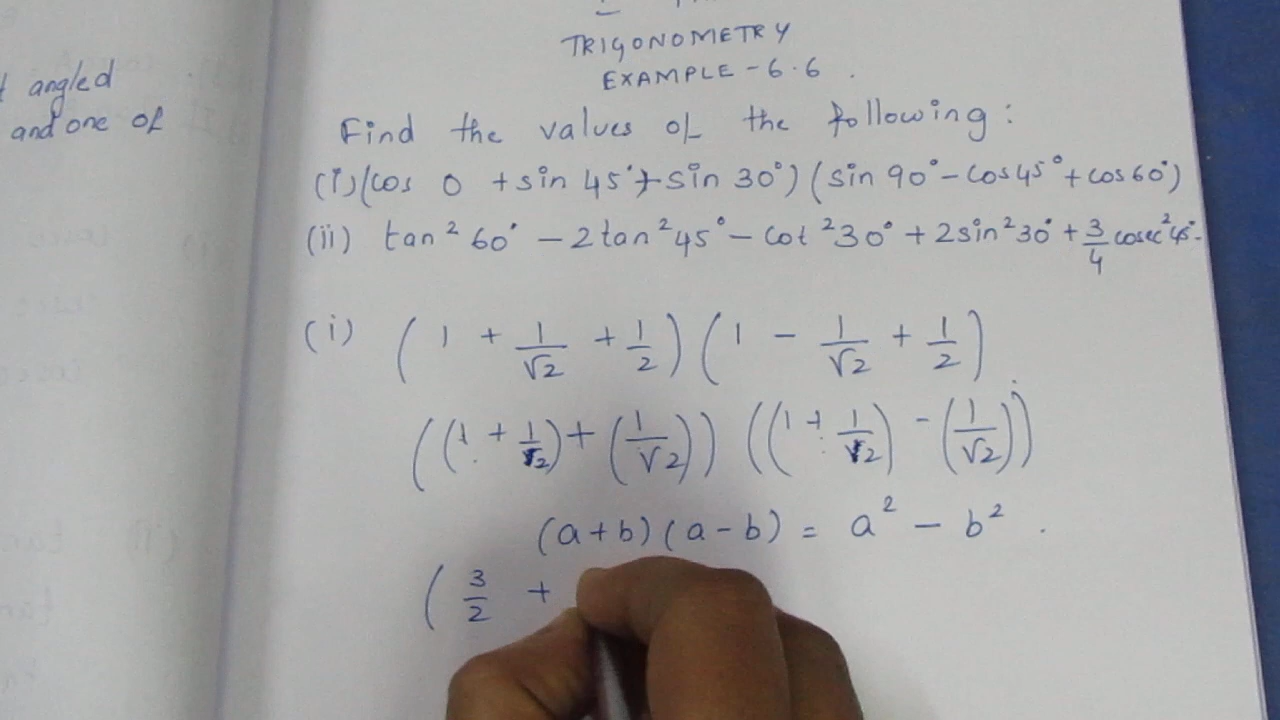 t angled
and one of
TRIGONOMETRY
EXAMPLE - 6.6 .
Find the values of the following :
(i) (cos 0 + sin 45° + sin 30°) (sin 90° - cos 45° + cos 60°)
(ii) tan² 60° - 2 tan² 45° - cot² 30° + 2 sin² 30° + 3/4 cosec² 45° .
(i) ( 1 + 1/√2 + 1/2 ) ( 1 - 1/√2 + 1/2 )
((1 + 1/2) + (1/√2)) ((1 + 1/2) - (1/√2))
(a + b) (a - b) = a² - b² .
( 3/2 +